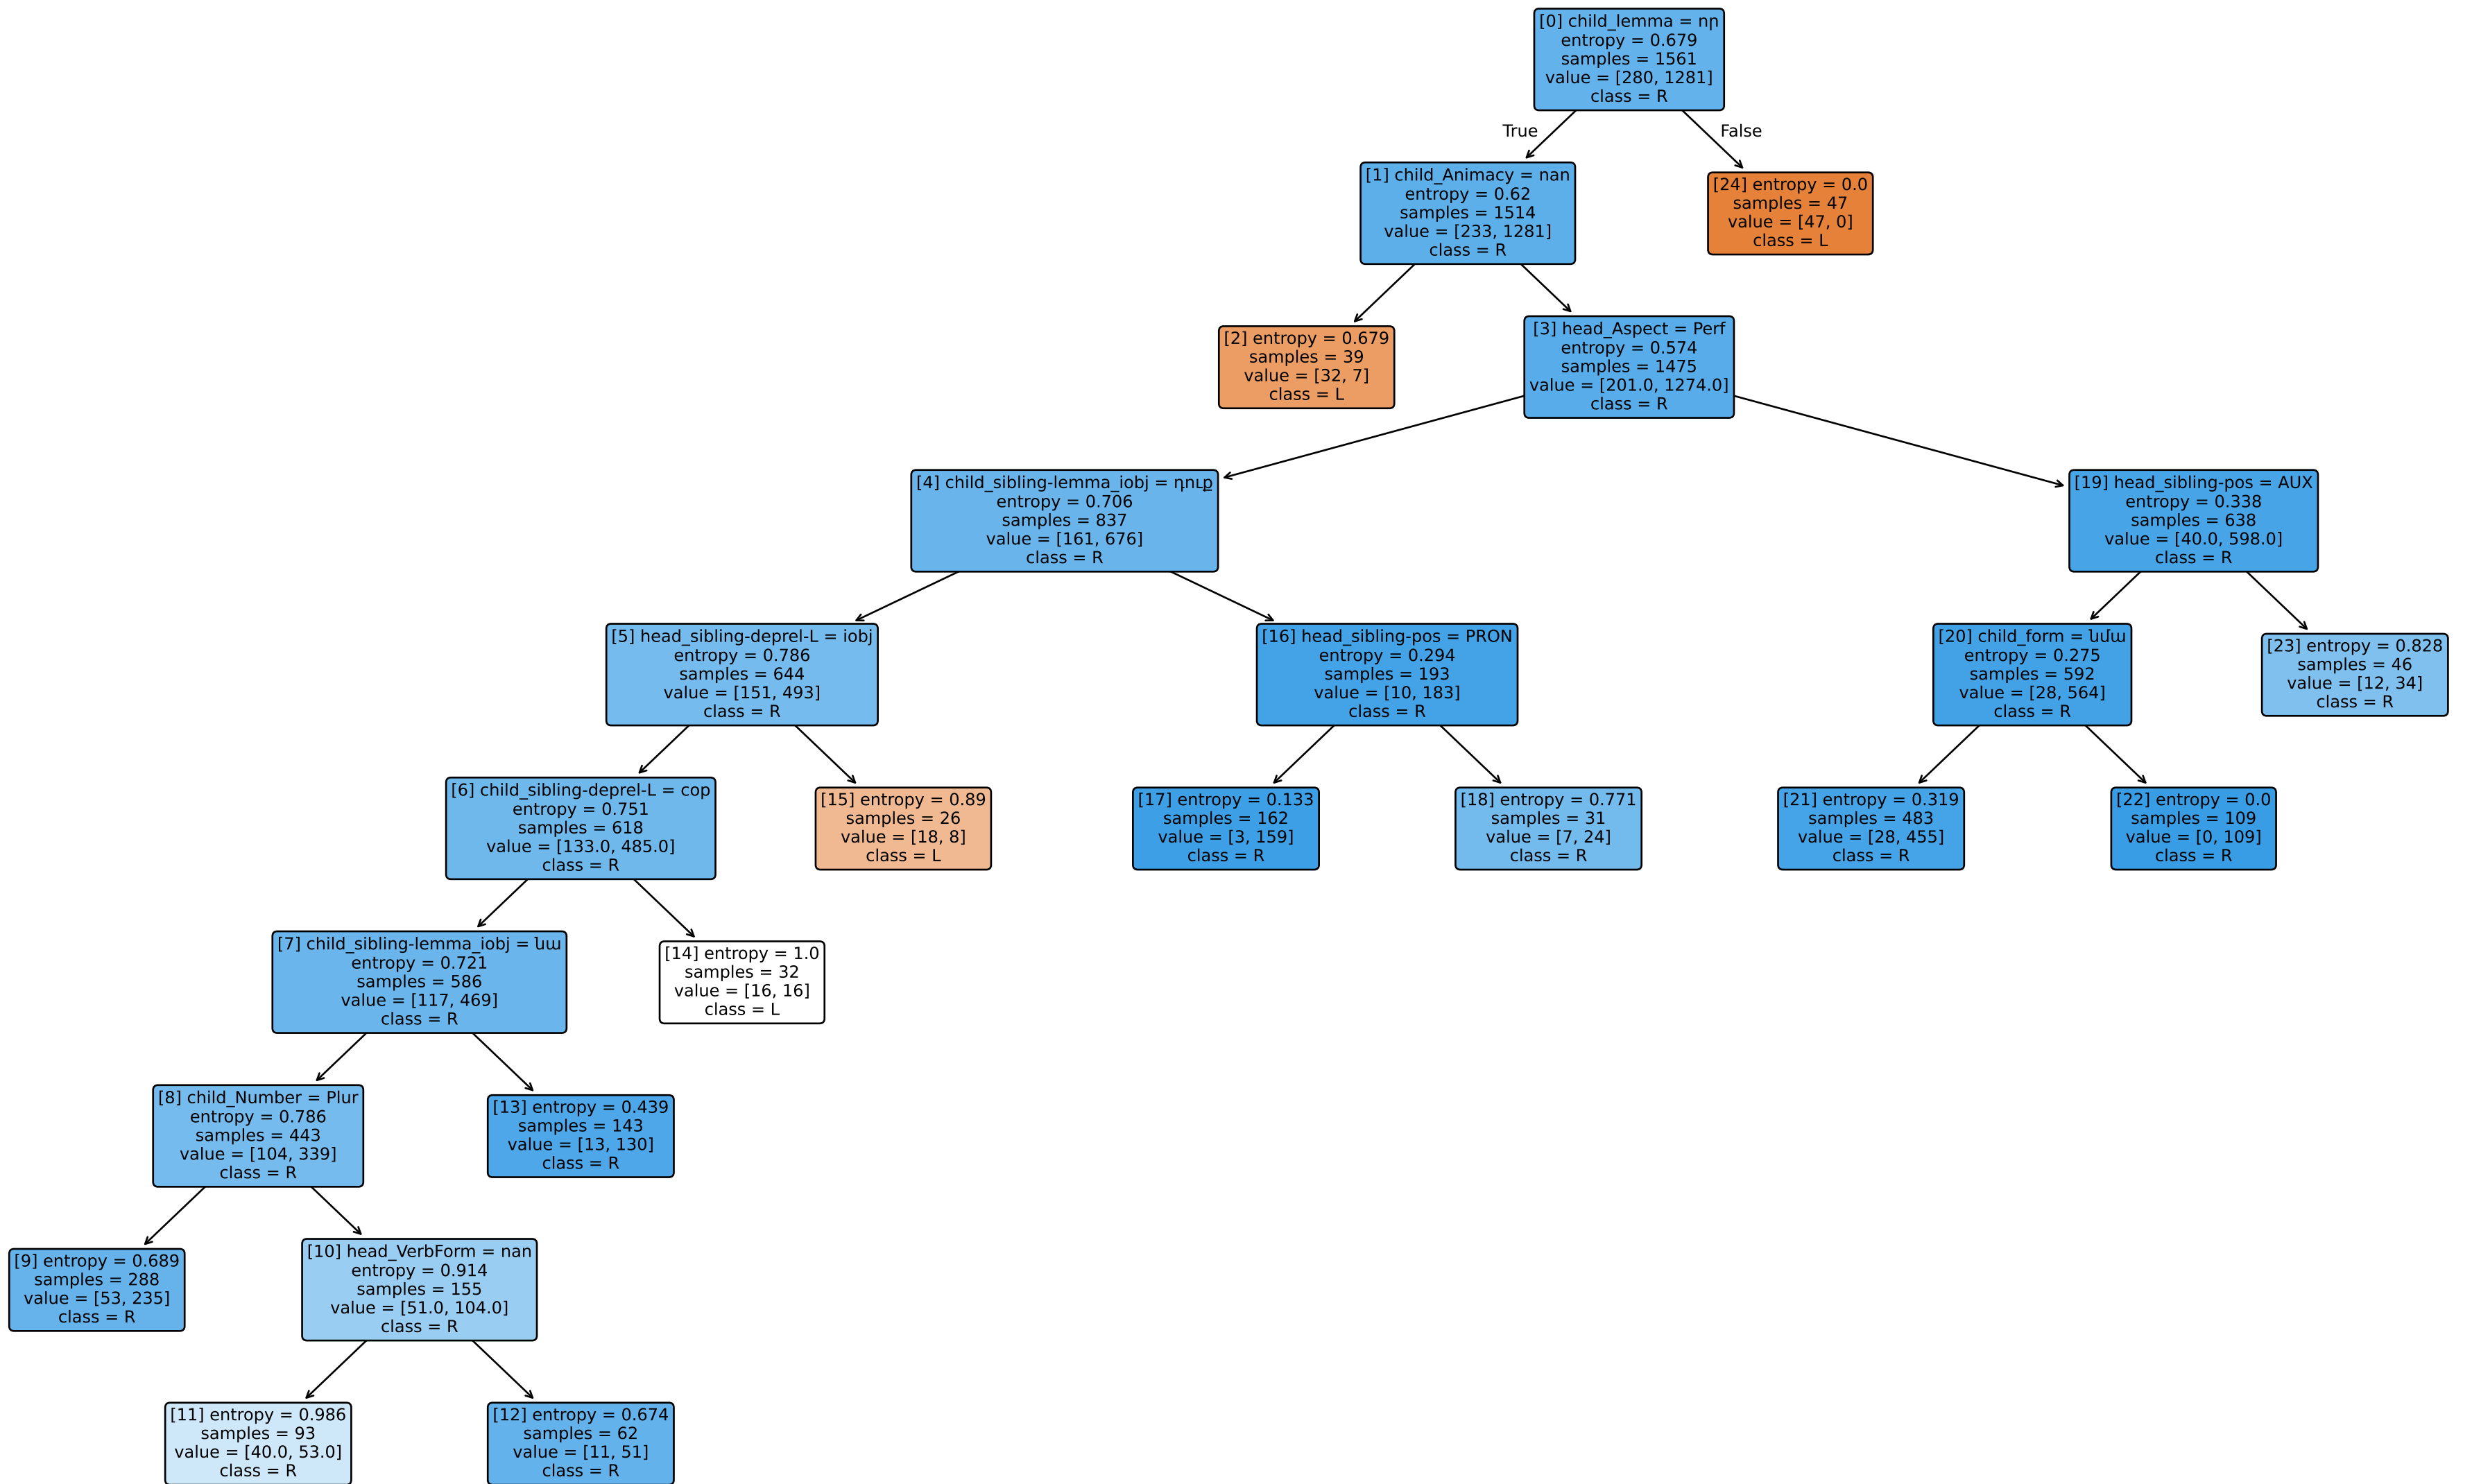 [0] child_lemma = որ
entropy = 0.679
samples = 1561
value = [280, 1281]
class = R
True
False
[1] child_Animacy = nan
entropy = 0.62
samples = 1514
value = [233, 1281]
class = R
[24] entropy = 0.0
samples = 47
value = [47, 0]
class = L
[2] entropy = 0.679
samples = 39
value = [32, 7]
class = L
[3] head_Aspect = Perf
entropy = 0.574
samples = 1475
value = [201.0, 1274.0]
class = R
[4] child_sibling-lemma_iobj = դուք
entropy = 0.706
samples = 837
value = [161, 676]
class = R
[19] head_sibling-pos = AUX
entropy = 0.338
samples = 638
value = [40.0, 598.0]
class = R
[5] head_sibling-deprel-L = iobj
entropy = 0.786
samples = 644
value = [151, 493]
class = R
[16] head_sibling-pos = PRON
entropy = 0.294
samples = 193
value = [10, 183]
class = R
[20] child_form = նմա
entropy = 0.275
samples = 592
value = [28, 564]
class = R
[23] entropy = 0.828
samples = 46
value = [12, 34]
class = R
[6] child_sibling-deprel-L = cop
entropy = 0.751
samples = 618
value = [133.0, 485.0]
class = R
[15] entropy = 0.89
samples = 26
value = [18, 8]
class = L
[17] entropy = 0.133
samples = 162
value = [3, 159]
class = R
[18] entropy = 0.771
samples = 31
value = [7, 24]
class = R
[21] entropy = 0.319
samples = 483
value = [28, 455]
class = R
[22] entropy = 0.0
samples = 109
value = [0, 109]
class = R
[7] child_sibling-lemma_iobj = նա
entropy = 0.721
samples = 586
value = [117, 469]
class = R
[14] entropy = 1.0
samples = 32
value = [16, 16]
class = L
[8] child_Number = Plur
entropy = 0.786
samples = 443
value = [104, 339]
class = R
[13] entropy = 0.439
samples = 143
value = [13, 130]
class = R
[9] entropy = 0.689
samples = 288
value = [53, 235]
class = R
[10] head_VerbForm = nan
entropy = 0.914
samples = 155
value = [51.0, 104.0]
class = R
[11] entropy = 0.986
samples = 93
value = [40.0, 53.0]
class = R
[12] entropy = 0.674
samples = 62
value = [11, 51]
class = R